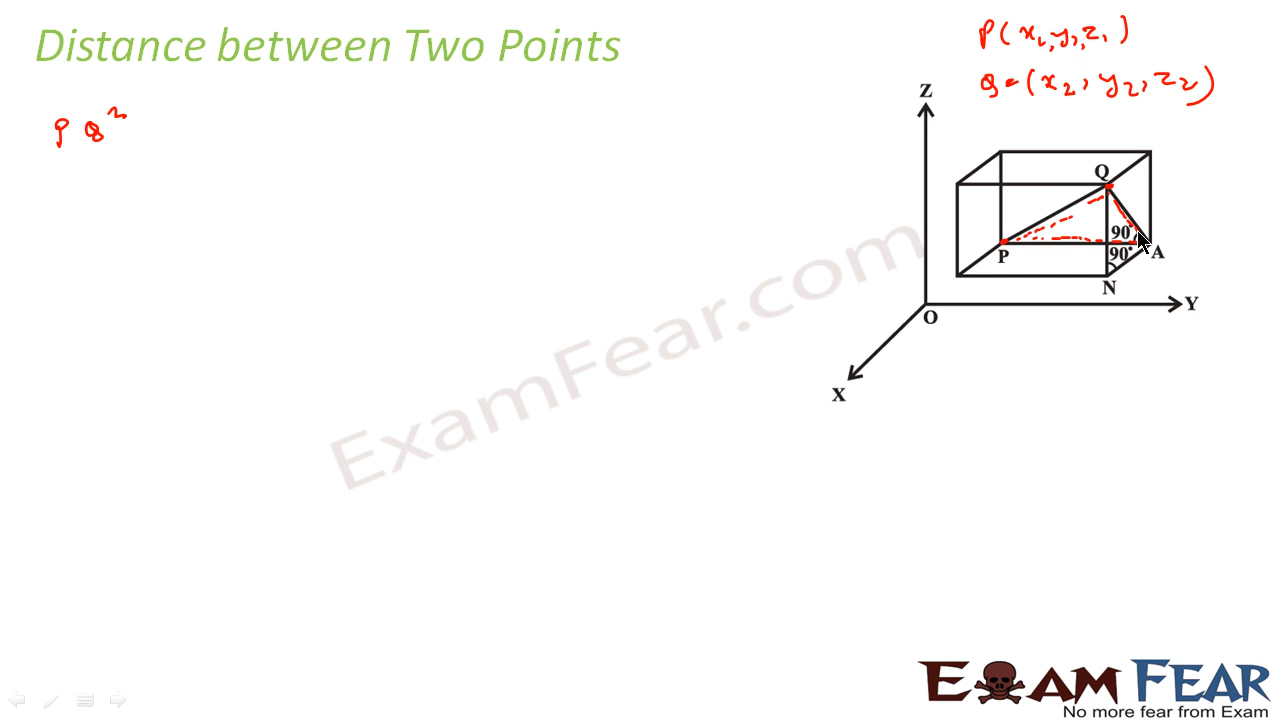 Distance between Two Points
P(x₁,y₁,z₁)
Q=(x₂,y₂,z₂)
PQ²
Z
Q
90
90°
P
A
N
O
Y
X
ExamFear.com
EXAM FEAR
No more fear from Exam